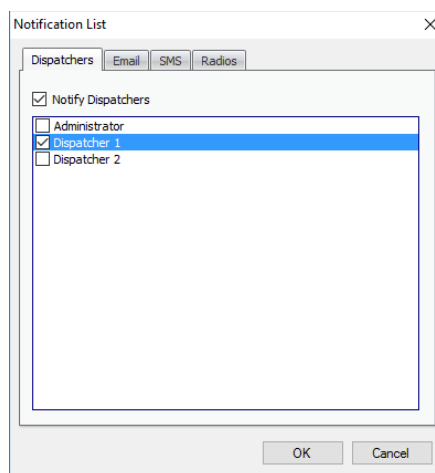 Notification List
Dispatchers Email SMS Radios
Notify Dispatchers
Administrator
Dispatcher 1
Dispatcher 2
OK Cancel